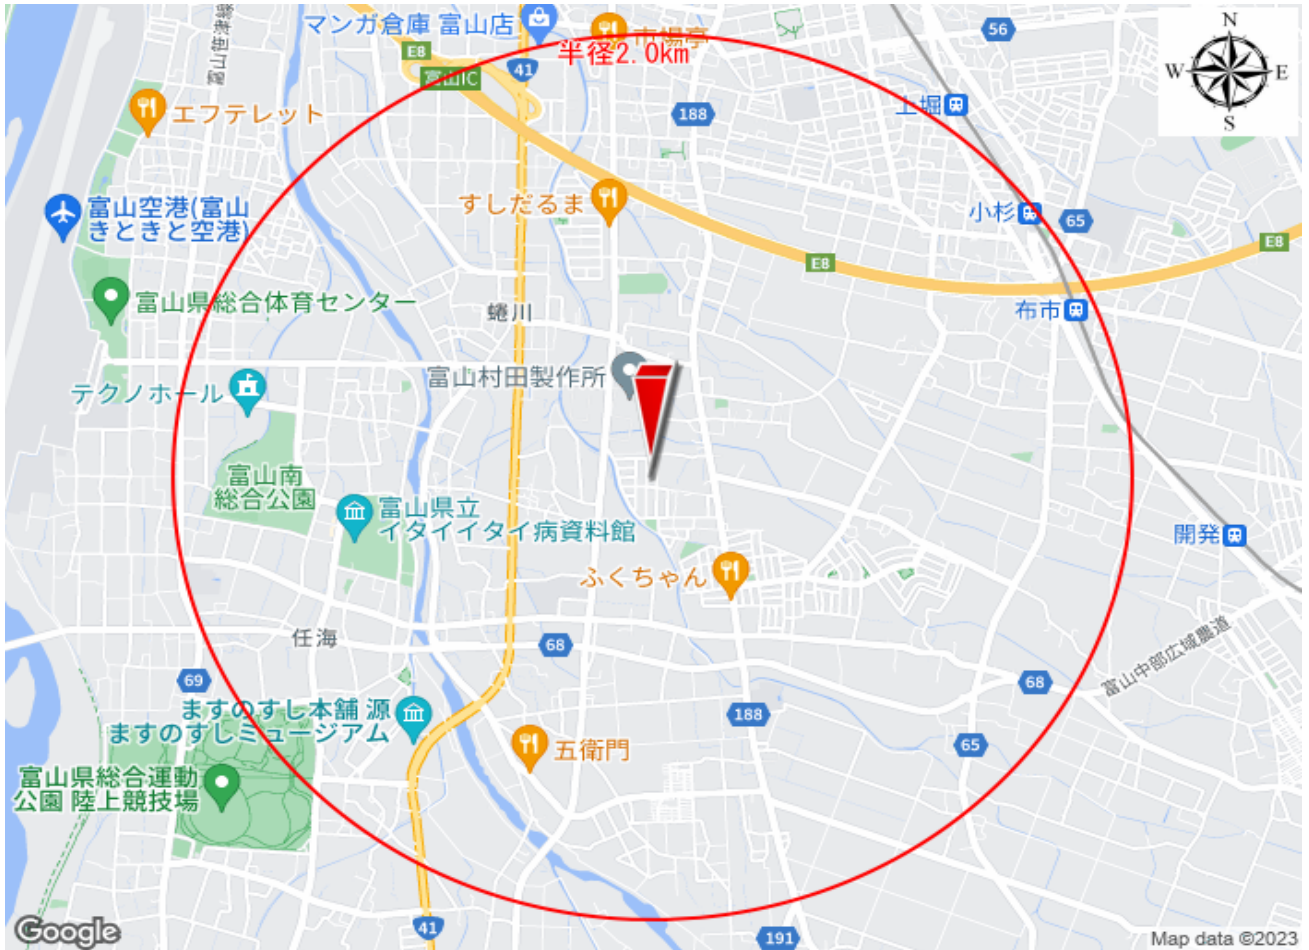 マンガ倉庫 富山店
市場亭
半径2.0km
56
N
W
E
S
E8
富山IC
41
188
上堀
エフテレット
すしだるま
小杉
65
富山空港(富山
きときと空港)
E8
E8
富山県総合体育センター
蜷川
布市
富山村田製作所
テクノホール
富山南
総合公園
富山県立
イタイイタイ病資料館
開発
ふくちゃん
任海
68
69
68
富山中部広域農道
ますのすし本舗 源
ますのすしミュージアム
188
65
五衛門
富山県総合運動
公園 陸上競技場
41
191
Google
Map data ©2023